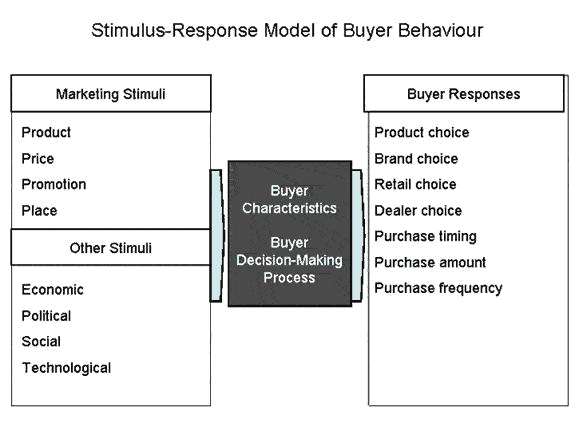 Stimulus-Response Model of Buyer Behaviour
Marketing Stimuli
Product
Price
Promotion
Place
Other Stimuli
Economic
Political
Social
Technological
Buyer
Characteristics
Buyer
Decision-Making
Process
Buyer Responses
Product choice
Brand choice
Retail choice
Dealer choice
Purchase timing
Purchase amount
Purchase frequency